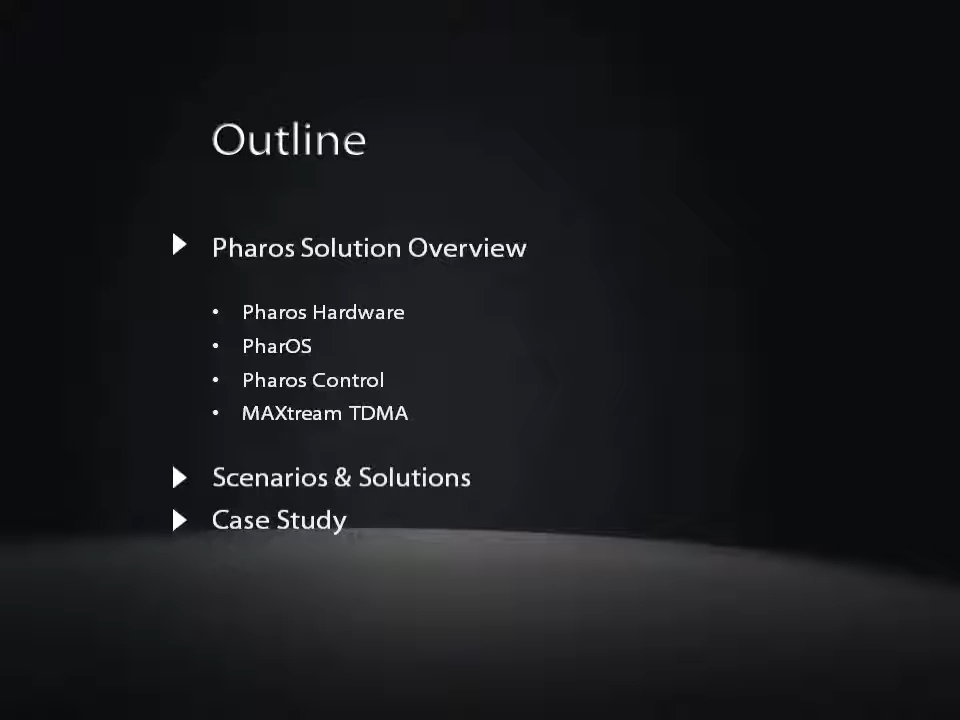 Outline
Pharos Solution Overview
• Pharos Hardware
• PharOS
• Pharos Control
• MAXtream TDMA
Scenarios & Solutions
Case Study